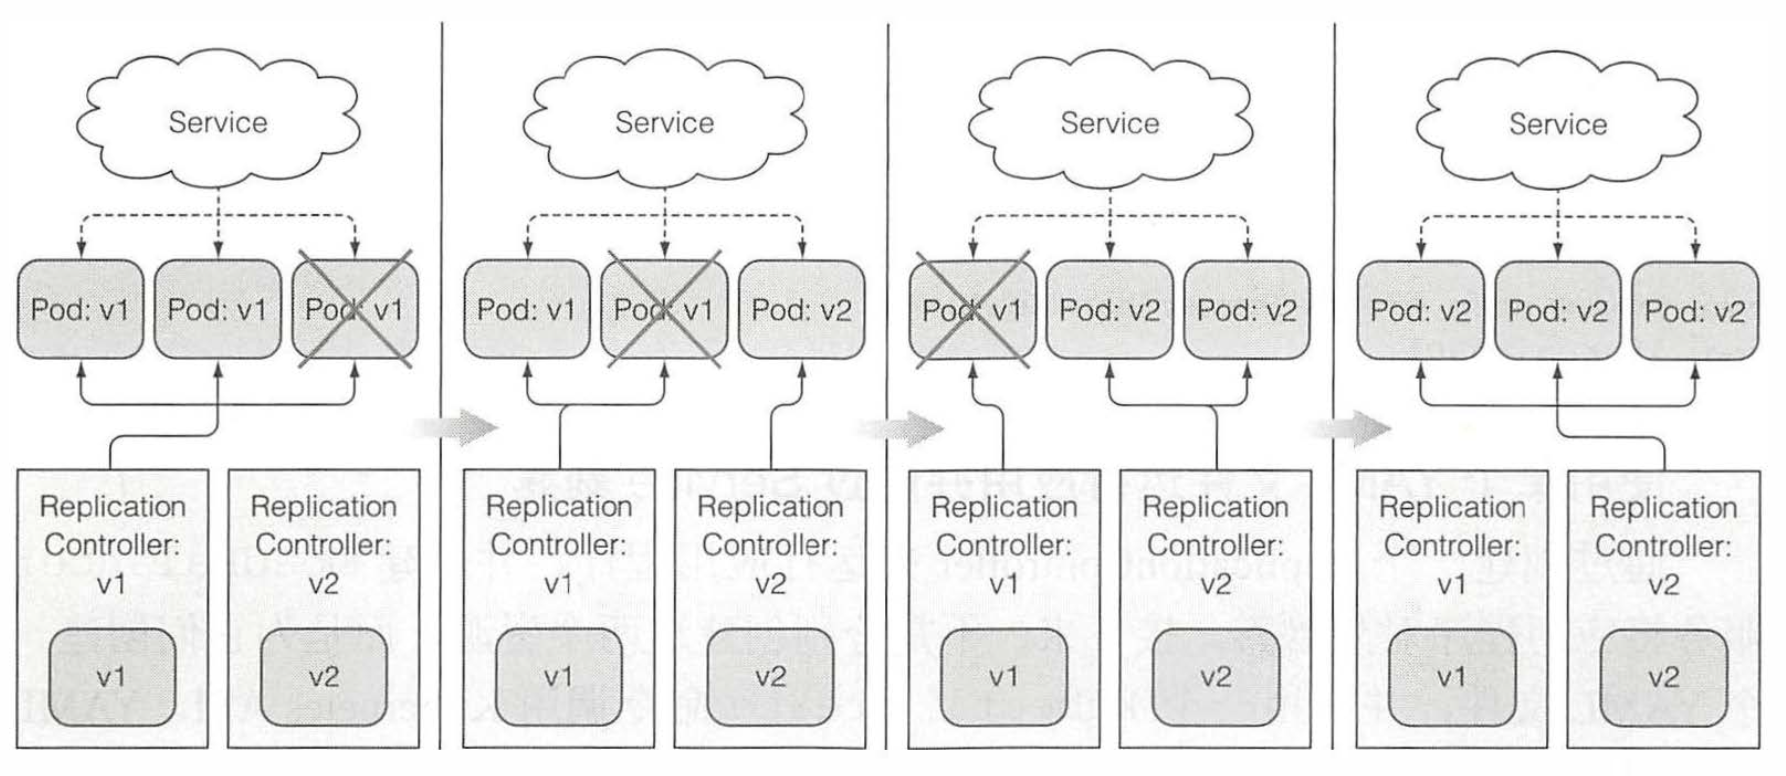 Service
Pod: v1
Pod: v1
Pod: v1
Replication
Controller:
v1
v1
Replication
Controller:
v2
v2
Service
Pod: v1
Pod: v1
Pod: v2
Replication
Controller:
v1
v1
Replication
Controller:
v2
v2
Service
Pod: v1
Pod: v2
Pod: v2
Replication
Controller:
v1
v1
Replication
Controller:
v2
v2
Service
Pod: v2
Pod: v2
Pod: v2
Replication
Controller:
v1
v1
Replication
Controller:
v2
v2